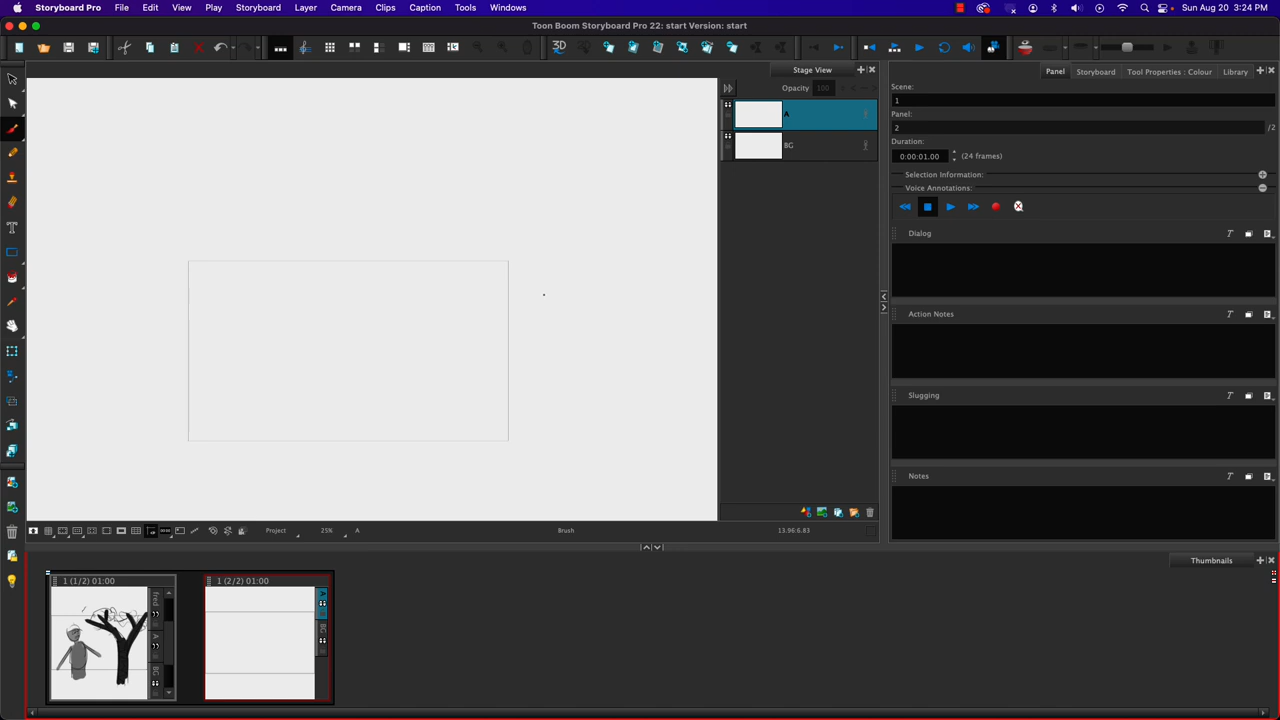 Storyboard Pro File Edit View Play Storyboard Layer Camera Clips Caption Tools Windows Sun Aug 20 3:24 PM
Toon Boom Storyboard Pro 22: start Version: start
3D
Stage View
Panel Storyboard Tool Properties : Colour Library
Opacity 100
Scene:
1
A
Panel:
2 /2
Duration:
BG
0:00:01.00 (24 frames)
Selection Information:
Voice Annotations:
T
Dialog T
Action Notes T
Slugging T
Notes T
Project 25% A Brush 13.96:6.83
Thumbnails
1 (1/2) 01:00 1 (2/2) 01:00
fred A BG
A BG